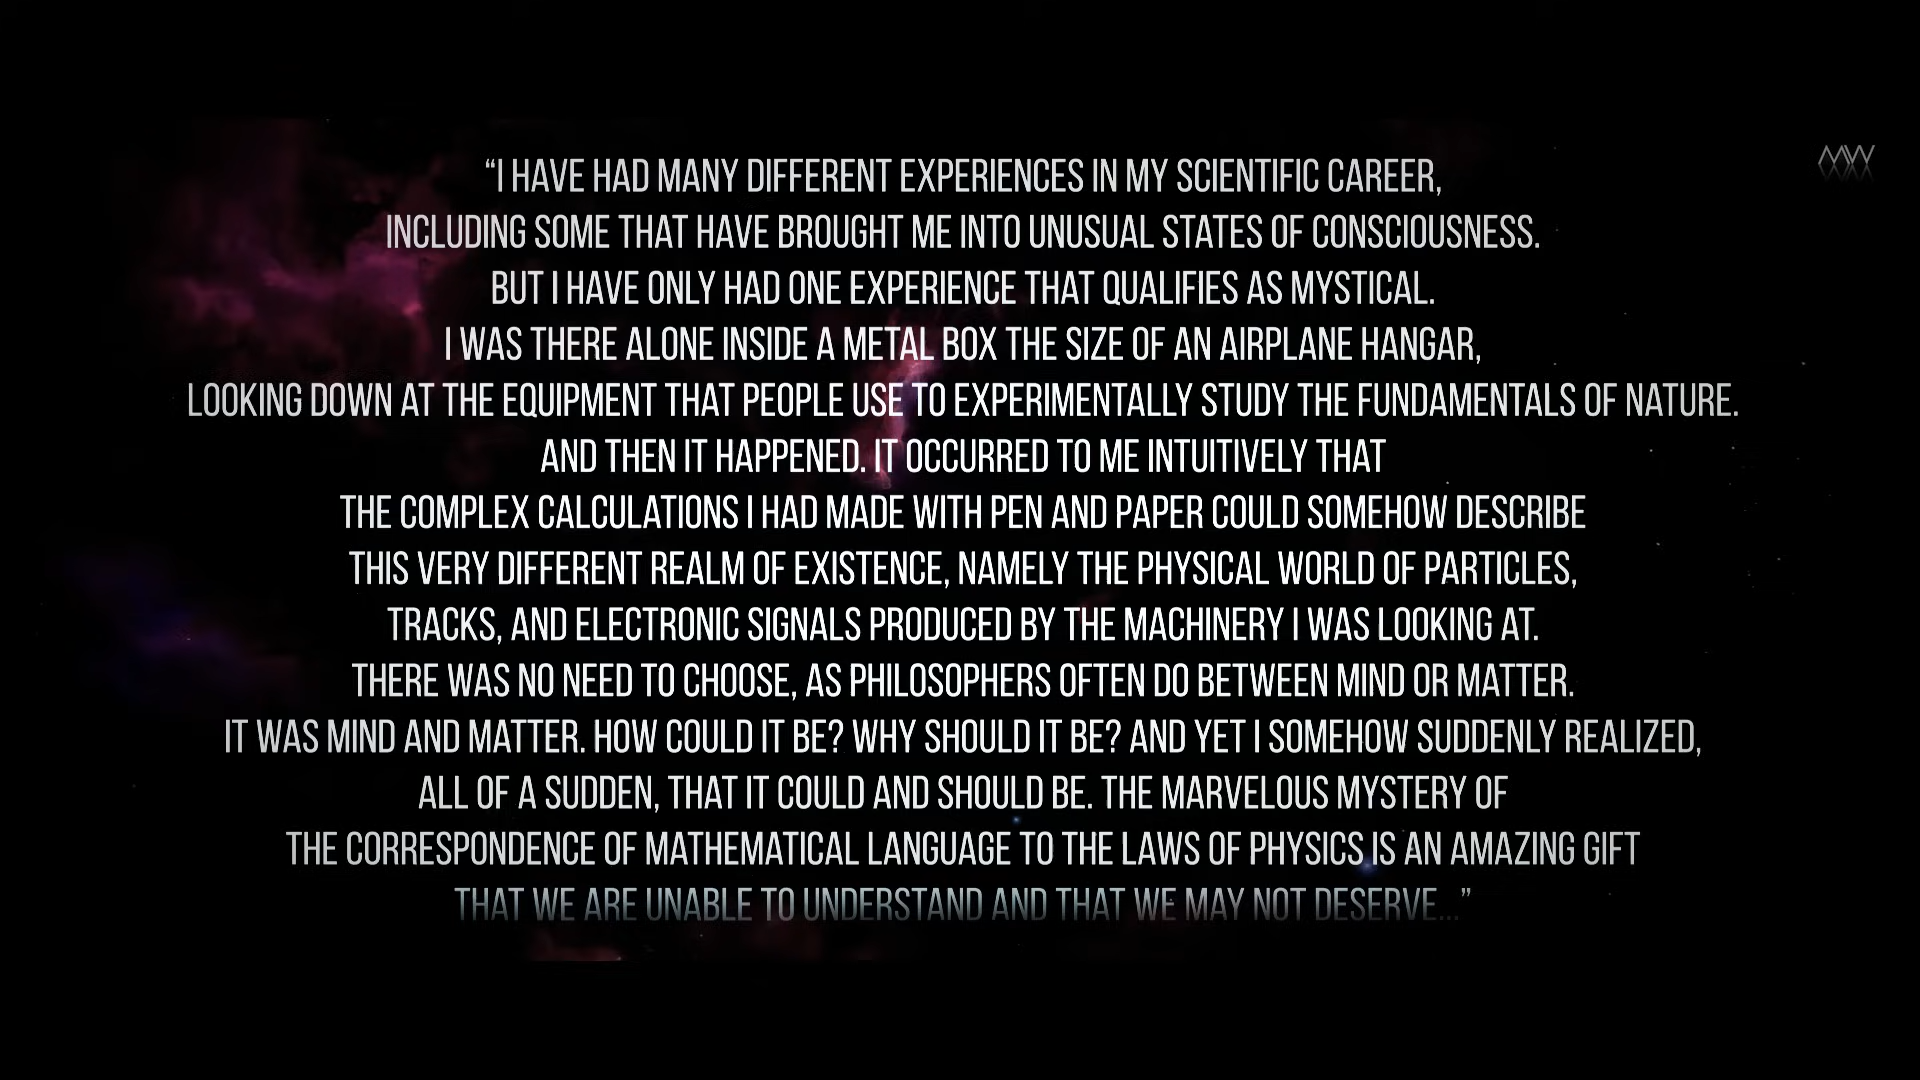 “I HAVE HAD MANY DIFFERENT EXPERIENCES IN MY SCIENTIFIC CAREER,
INCLUDING SOME THAT HAVE BROUGHT ME INTO UNUSUAL STATES OF CONSCIOUSNESS.
BUT I HAVE ONLY HAD ONE EXPERIENCE THAT QUALIFIES AS MYSTICAL.
I WAS THERE ALONE INSIDE A METAL BOX THE SIZE OF AN AIRPLANE HANGAR,
LOOKING DOWN AT THE EQUIPMENT THAT PEOPLE USE TO EXPERIMENTALLY STUDY THE FUNDAMENTALS OF NATURE.
AND THEN IT HAPPENED. IT OCCURRED TO ME INTUITIVELY THAT
THE COMPLEX CALCULATIONS I HAD MADE WITH PEN AND PAPER COULD SOMEHOW DESCRIBE
THIS VERY DIFFERENT REALM OF EXISTENCE, NAMELY THE PHYSICAL WORLD OF PARTICLES,
TRACKS, AND ELECTRONIC SIGNALS PRODUCED BY THE MACHINERY I WAS LOOKING AT.
THERE WAS NO NEED TO CHOOSE, AS PHILOSOPHERS OFTEN DO BETWEEN MIND OR MATTER.
IT WAS MIND AND MATTER. HOW COULD IT BE? WHY SHOULD IT BE? AND YET I SOMEHOW SUDDENLY REALIZED,
ALL OF A SUDDEN, THAT IT COULD AND SHOULD BE. THE MARVELOUS MYSTERY OF
THE CORRESPONDENCE OF MATHEMATICAL LANGUAGE TO THE LAWS OF PHYSICS IS AN AMAZING GIFT
THAT WE ARE UNABLE TO UNDERSTAND AND THAT WE MAY NOT DESERVE...”
MW